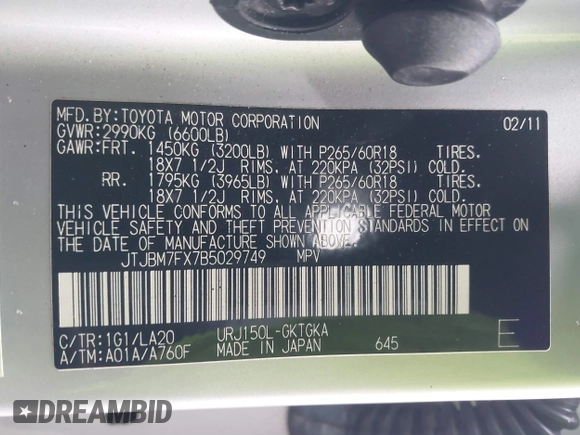 MFD.BY:TOYOTA MOTOR CORPORATION 02/11
GVWR:2990KG (6600LB)
GAWR:FRT. 1450KG (3200LB) WITH P265/60R18 TIRES.
18X7 1/2J RIMS. AT 220KPA (32PSI) COLD.
RR. 1795KG (3965LB) WITH P265/60R18 TIRES.
18X7 1/2J RIMS. AT 220KPA (32PSI) COLD.
THIS VEHICLE CONFORMS TO ALL APPLICABLE FEDERAL MOTOR
VEHICLE SAFETY AND THEFT PREVENTION STANDARDS IN EFFECT ON
THE DATE OF MANUFACTURE SHOWN ABOVE.
JTJBM7FX7B5029749 MPV
C/TR:1G1/LA20 URJ150L-GKTGKA
A/TM:A01A/A760F MADE IN JAPAN 645 E
DREAMBID